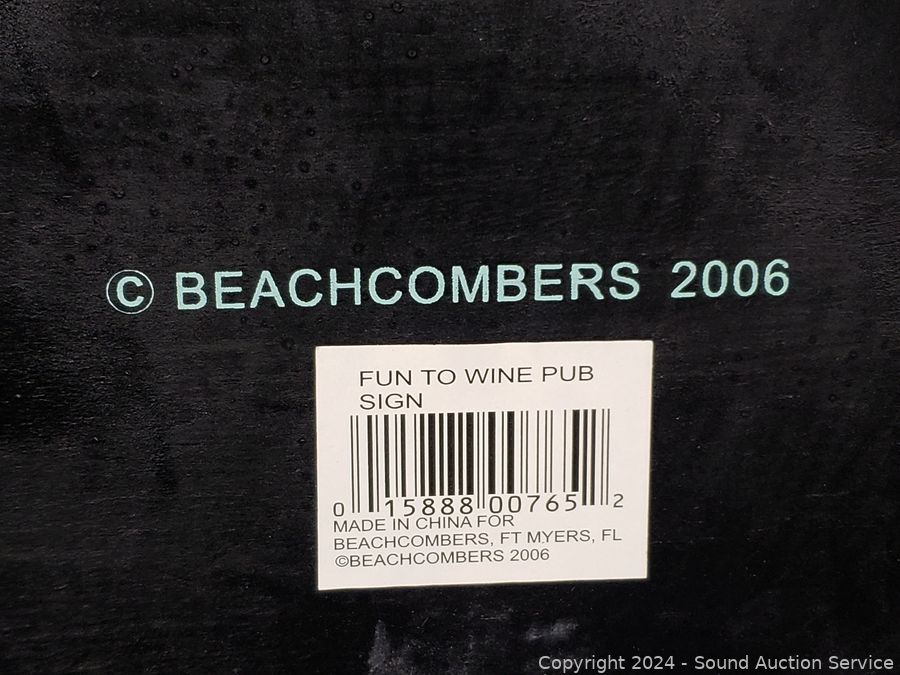 © BEACHCOMBERS 2006
FUN TO WINE PUB
SIGN
0 15888 00765 2
MADE IN CHINA FOR
BEACHCOMBERS, FT MYERS, FL
©BEACHCOMBERS 2006
Copyright 2024 - Sound Auction Service